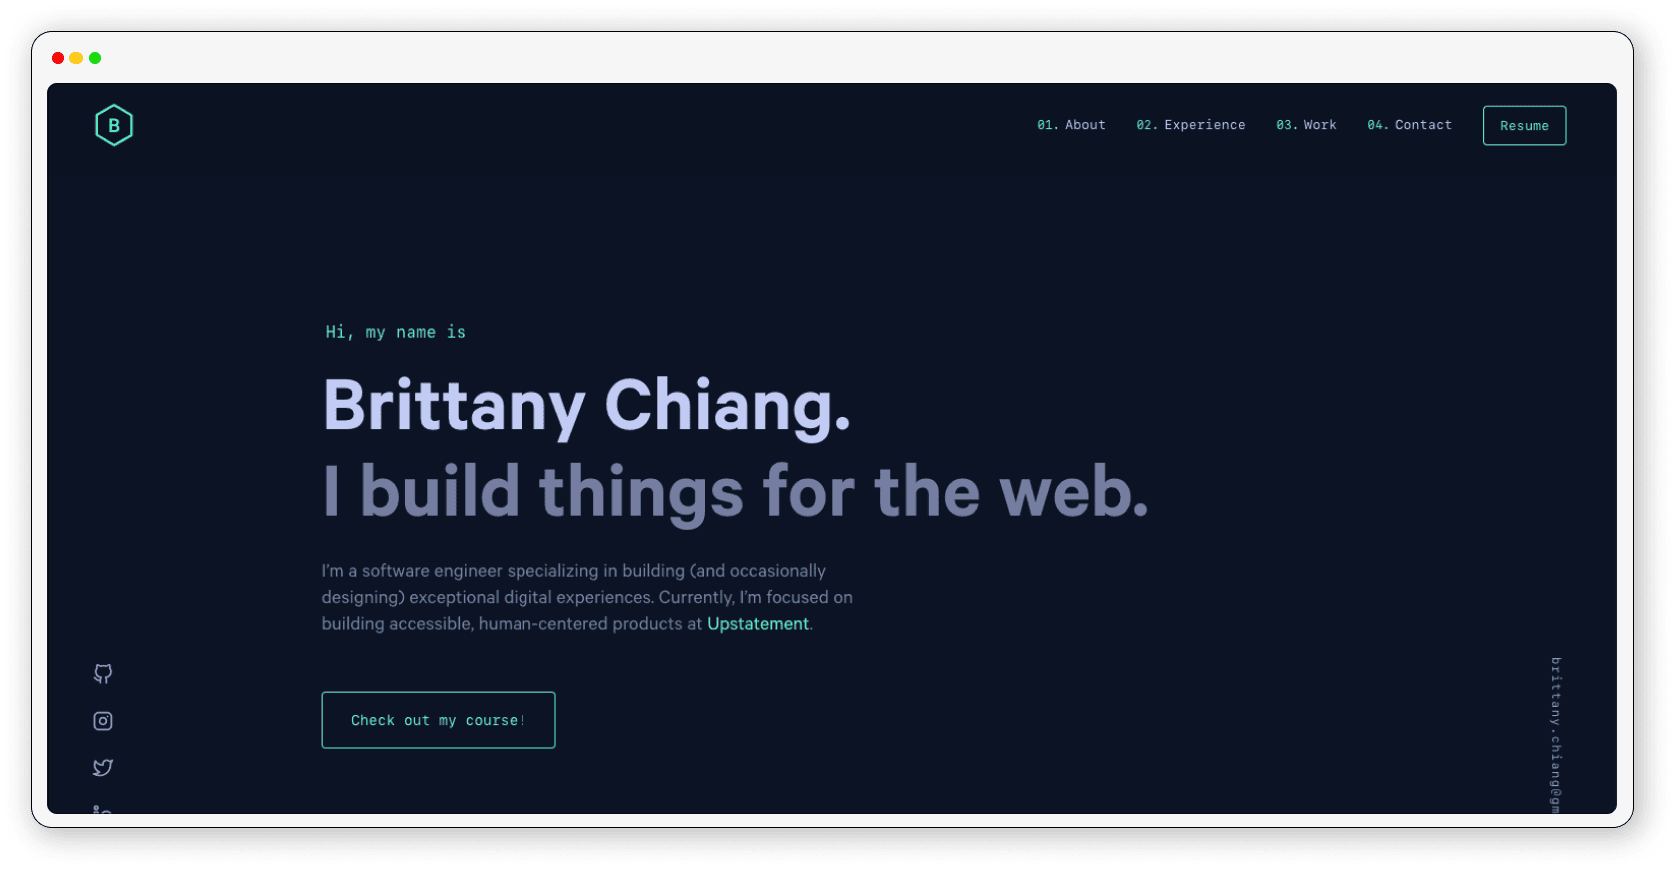 B
01. About 02. Experience 03. Work 04. Contact Resume
Hi, my name is
Brittany Chiang.
I build things for the web.
I'm a software engineer specializing in building (and occasionally
designing) exceptional digital experiences. Currently, I'm focused on
building accessible, human-centered products at Upstatement.
Check out my course!
brittany.chiang@gm